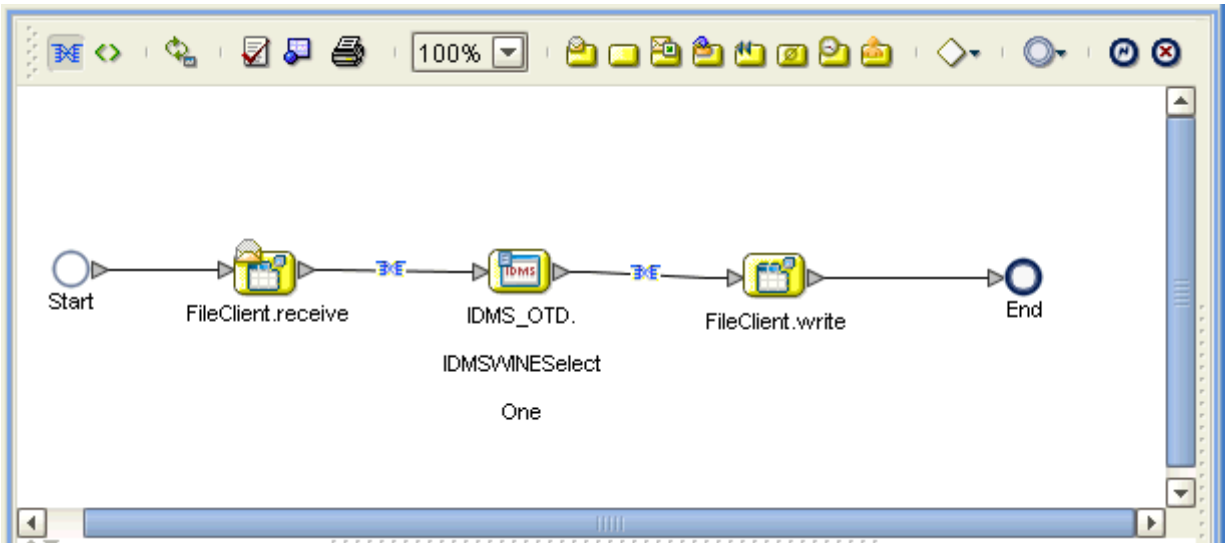 100%
Start
FileClient.receive
IDMS
IDMS_OTD.
IDMSWINESelect
One
FileClient.write
End